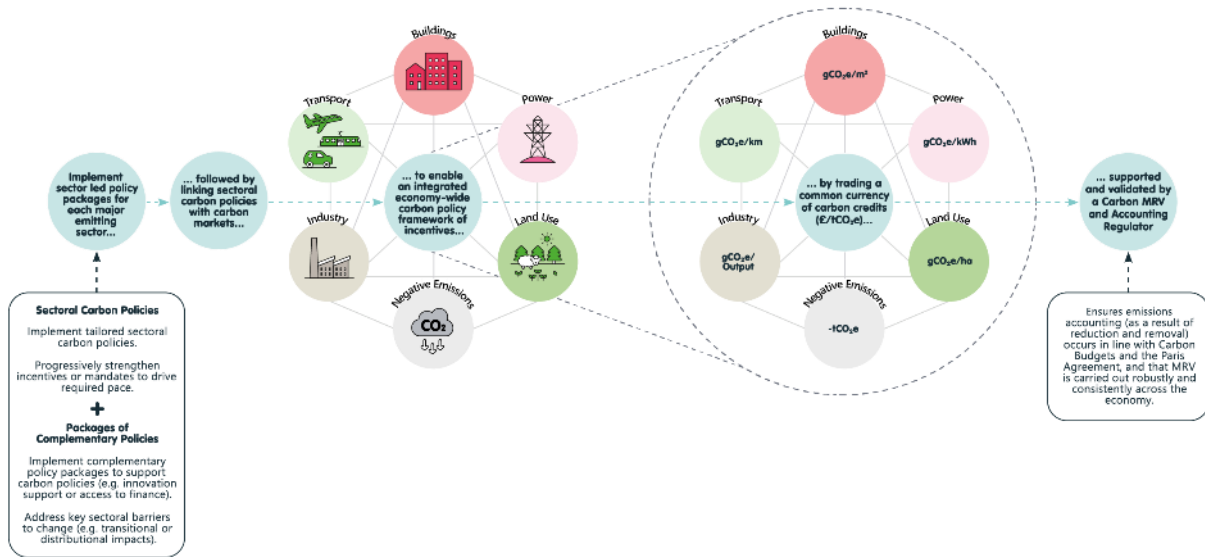 Implement
sector led policy
packages for
each major
emitting
sector...
... followed by
linking sectoral
carbon policies
with carbon
markets...
Buildings
Transport
Power
... to enable
an integrated
economy-wide
carbon policy
framework of
incentives...
Industry
Land Use
Negative Emissions
CO₂
Buildings
gCO₂e/m²
Transport
gCO₂e/km
Power
gCO₂e/kWh
... by trading a
common currency
of carbon credits
(£/tCO₂e)...
Industry
gCO₂e/
Output
Land Use
gCO₂e/ha
Negative Emissions
-tCO₂e
... supported
and validated by
a Carbon MRV
and Accounting
Regulator
Sectoral Carbon Policies
Implement tailored sectoral
carbon policies.
Progressively strengthen
incentives or mandates to drive
required pace.
+
Packages of
Complementary Policies
Implement complementary
policy packages to support
carbon policies (e.g. innovation
support or access to finance).
Address key sectoral barriers
to change (e.g. transitional or
distributional impacts).
Ensures emissions
accounting (as a result of
reduction and removal)
occurs in line with Carbon
Budgets and the Paris
Agreement, and that MRV
is carried out robustly and
consistently across the
economy.